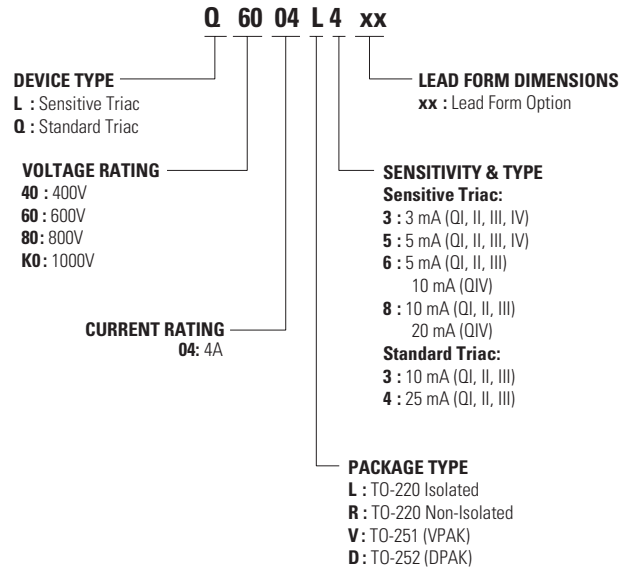 Q 60 04 L 4 xx
DEVICE TYPE
L : Sensitive Triac
Q : Standard Triac
LEAD FORM DIMENSIONS
xx : Lead Form Option
VOLTAGE RATING
40 : 400V
60 : 600V
80: 800V
K0: 1000V
SENSITIVITY & TYPE
Sensitive Triac:
3 : 3 mA (QI, II, III, IV)
5 : 5 mA (QI, II, III, IV)
6 : 5 mA (QI, II, III)
10 mA (QIV)
8 : 10 mA (QI, II, III)
20 mA (QIV)
Standard Triac:
3 : 10 mA (QI, II, III)
4 : 25 mA (QI, II, III)
CURRENT RATING
04: 4A
PACKAGE TYPE
L : TO-220 Isolated
R : TO-220 Non-Isolated
V : TO-251 (VPAK)
D : TO-252 (DPAK)